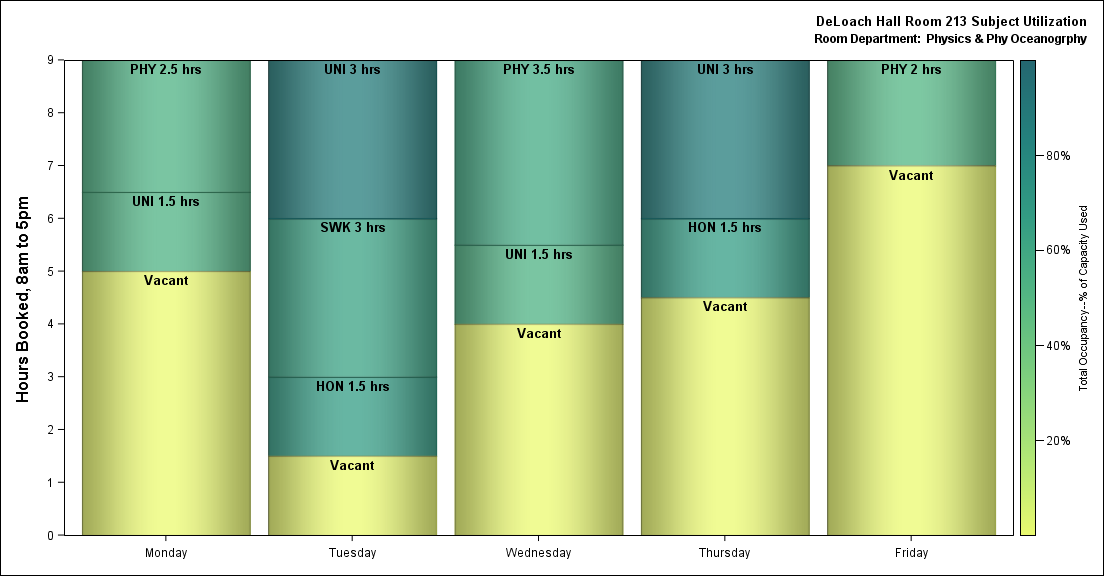 DeLoach Hall Room 213 Subject Utilization
Room Department: Physics & Phy Oceanogrphy
Hours Booked, 8am to 5pm
9
8
7
6
5
4
3
2
1
0
PHY 2.5 hrs
UNI 1.5 hrs
Vacant
UNI 3 hrs
SWK 3 hrs
HON 1.5 hrs
Vacant
PHY 3.5 hrs
UNI 1.5 hrs
Vacant
UNI 3 hrs
HON 1.5 hrs
Vacant
PHY 2 hrs
Vacant
Monday
Tuesday
Wednesday
Thursday
Friday
80%
60%
40%
20%
Total Occupancy--% of Capacity Used